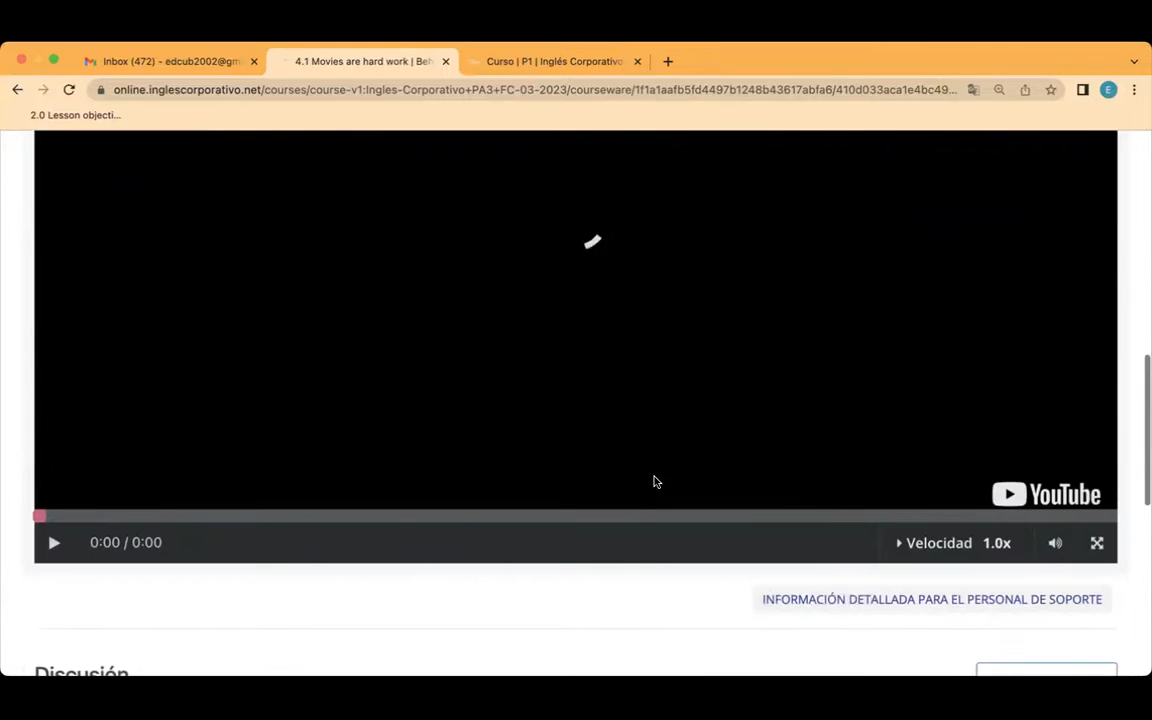 Inbox (472) - edcub2002@gm
4.1 Movies are hard work | Beh
Curso | P1 | Inglés Corporativo
online.inglescorporativo.net/courses/course-v1:Ingles-Corporativo+PA3+FC-03-2023/courseware/1f1a1aafb5fd4497b1248b43617abfa6/410d033aca1e4bc49...
E
2.0 Lesson objecti...
YouTube
0:00 / 0:00
Velocidad 1.0x
INFORMACIÓN DETALLADA PARA EL PERSONAL DE SOPORTE
Discusión